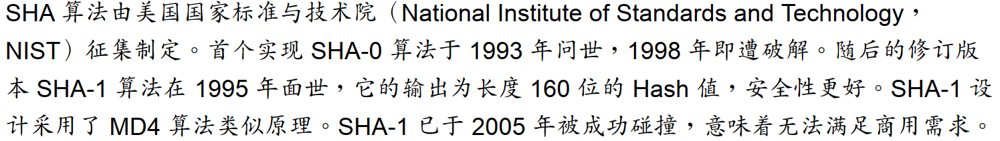 SHA 算法由美国国家标准与技术院（National Institute of Standards and Technology，
NIST）征集制定。首个实现 SHA-0 算法于 1993 年问世，1998 年即遭破解。随后的修订版
本 SHA-1 算法在 1995 年面世，它的输出为长度 160 位的 Hash 值，安全性更好。SHA-1 设
计采用了 MD4 算法类似原理。SHA-1 已于 2005 年被成功碰撞，意味着无法满足商用需求。